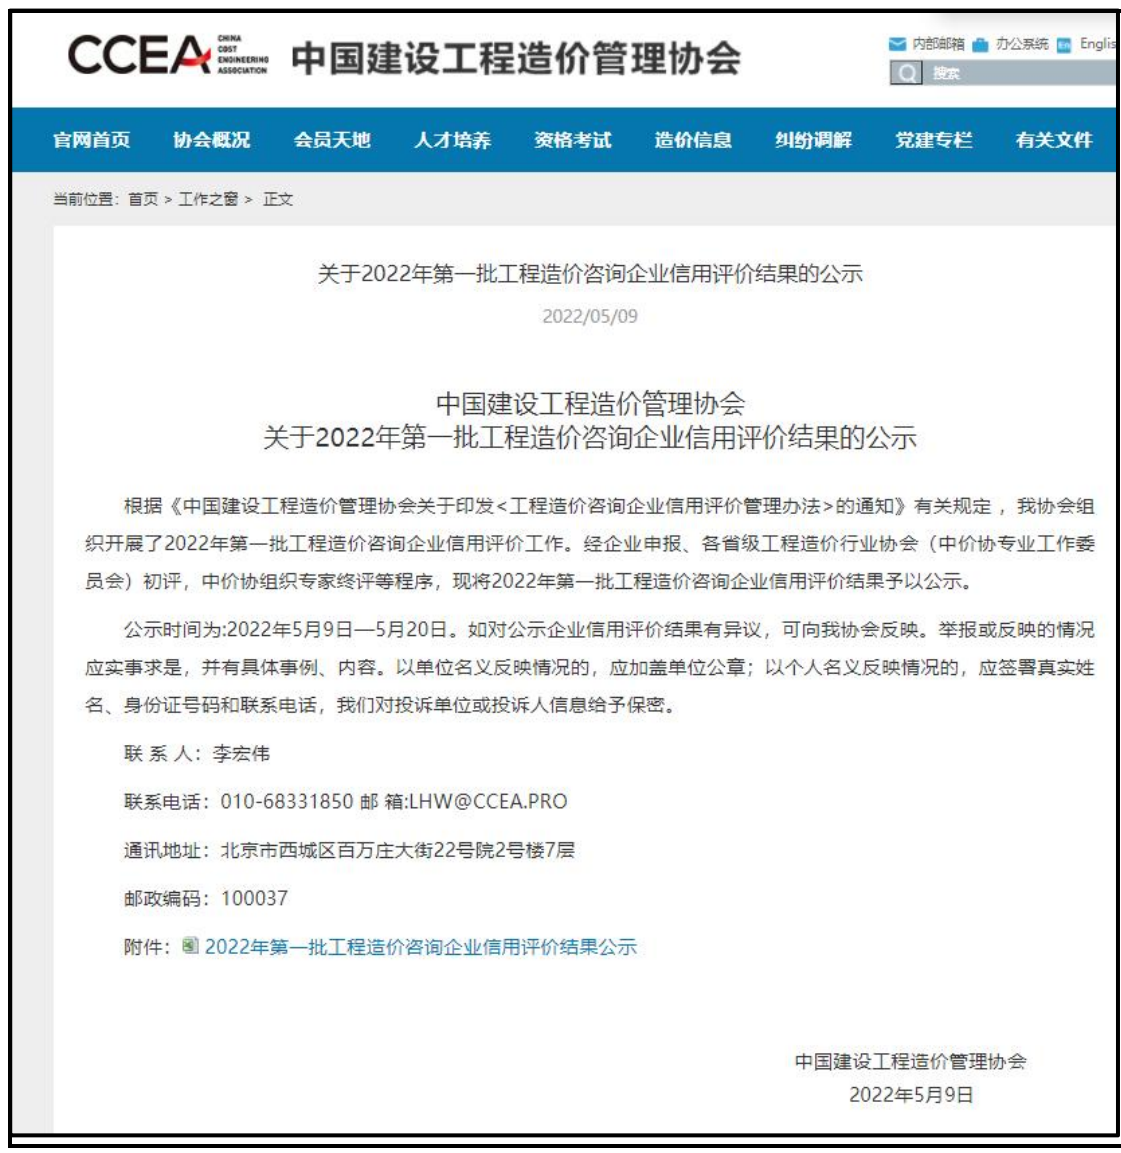 CCEA CHINA COST ENGINEERING ASSOCIATION 中国建设工程造价管理协会
内部邮箱 办公系统 Englis
搜索
官网首页 协会概况 会员天地 人才培养 资格考试 造价信息 纠纷调解 党建专栏 有关文件
当前位置：首页 > 工作之窗 > 正文
关于2022年第一批工程造价咨询企业信用评价结果的公示
2022/05/09
中国建设工程造价管理协会
关于2022年第一批工程造价咨询企业信用评价结果的公示
根据《中国建设工程造价管理协会关于印发<工程造价咨询企业信用评价管理办法>的通知》有关规定，我协会组
织开展了2022年第一批工程造价咨询企业信用评价工作。经企业申报、各省级工程造价行业协会（中价协专业工作委
员会）初评，中价协组织专家终评等程序，现将2022年第一批工程造价咨询企业信用评价结果予以公示。
公示时间为:2022年5月9日—5月20日。如对公示企业信用评价结果有异议，可向我协会反映。举报或反映的情况
应实事求是，并有具体事例、内容。以单位名义反映情况的，应加盖单位公章；以个人名义反映情况的，应签署真实姓
名、身份证号码和联系电话，我们对投诉单位或投诉人信息给予保密。
联 系 人：李宏伟
联系电话：010-68331850 邮 箱:LHW@CCEA.PRO
通讯地址：北京市西城区百万庄大街22号院2号楼7层
邮政编码：100037
附件：2022年第一批工程造价咨询企业信用评价结果公示
中国建设工程造价管理协会
2022年5月9日